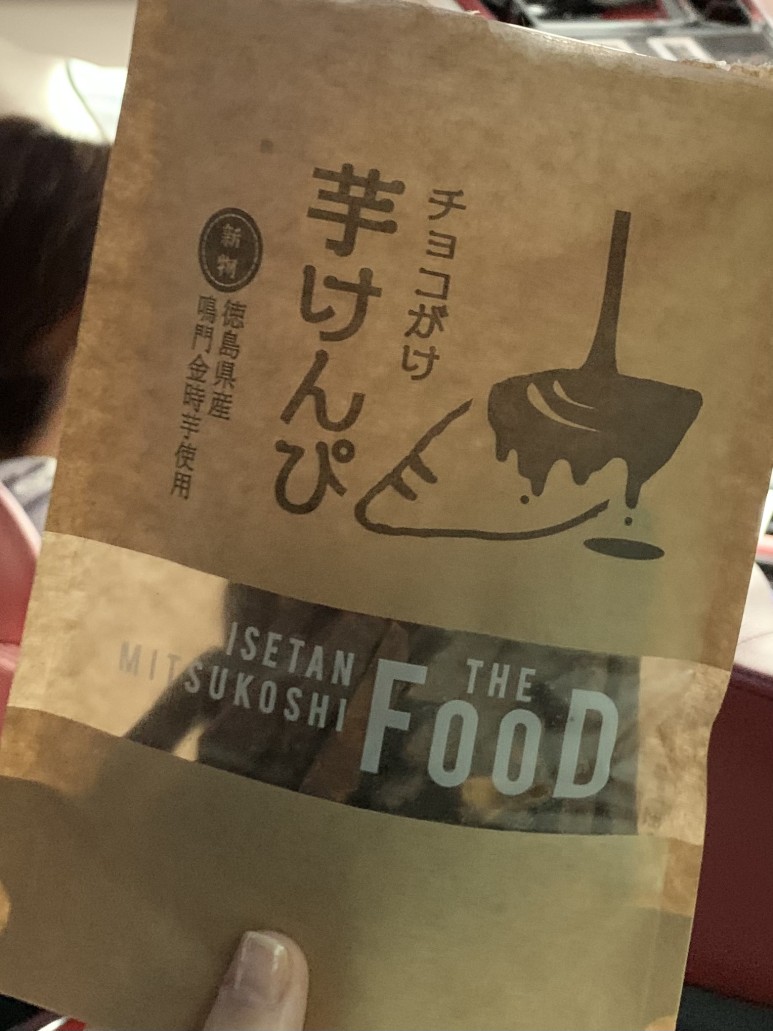 チョコがけ
芋けんぴ
新物
徳島県産
鳴門金時芋使用
ISETAN
MITSUKOSHI
THE
FOOD